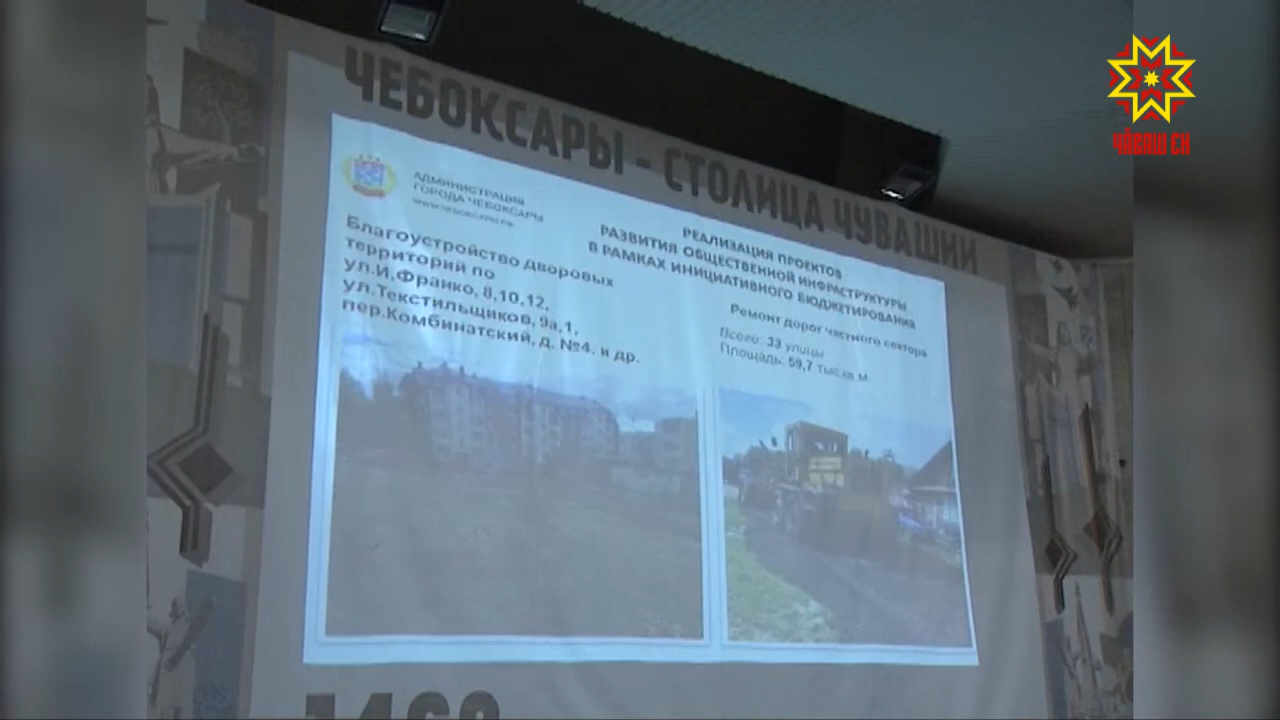 ЧӐВАШ ЕН
ЧЕБОКСАРЫ - СТОЛИЦА ЧУВАШИИ
АДМИНИСТРАЦИЯ
ГОРОДА ЧЕБОКСАРЫ
РЕАЛИЗАЦИЯ ПРОЕКТОВ
РАЗВИТИЯ ОБЩЕСТВЕННОЙ ИНФРАСТРУКТУРЫ
В РАМКАХ ИНИЦИАТИВНОГО БЮДЖЕТИРОВАНИЯ
Благоустройство дворовых
территорий по
ул.И.Франко, 8,10,12,
ул.Текстильщиков, 9а,1,
пер.Комбинатский, д. №4. и др.
Ремонт дорог частного сектора
Всего: 33 улицы
Площадь: 59,7 тыс.кв.м.
1469